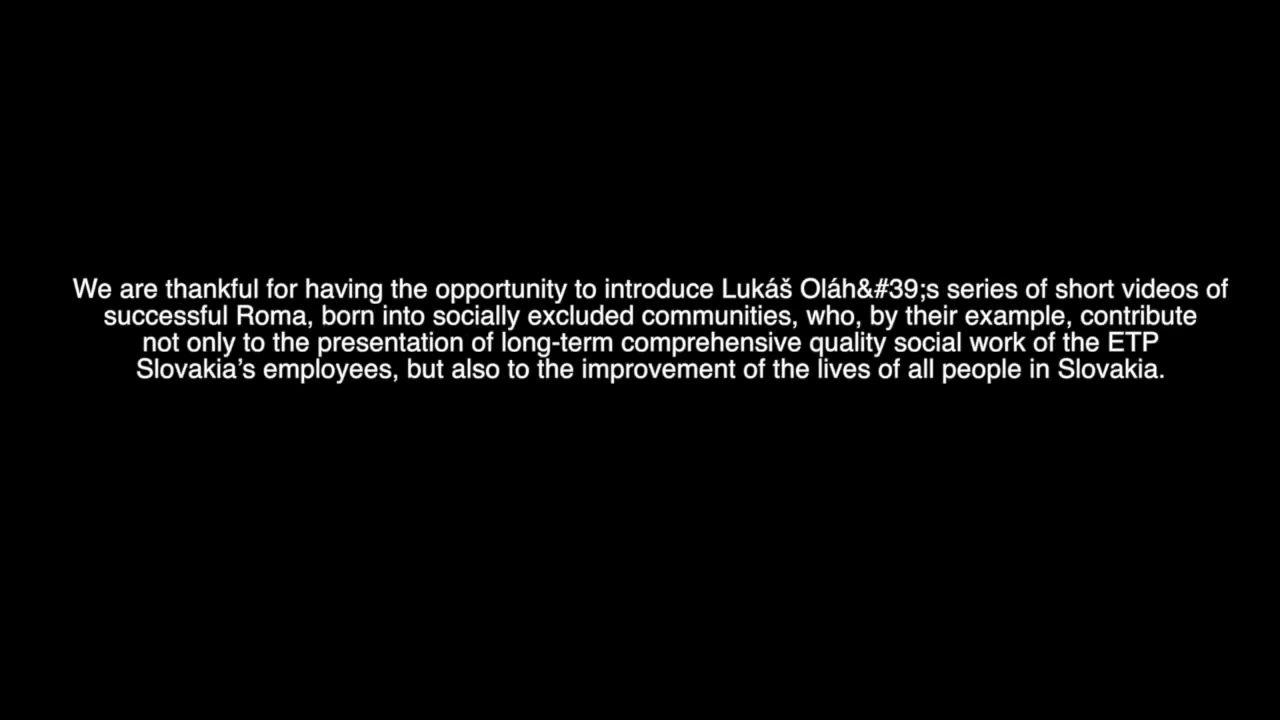 We are thankful for having the opportunity to introduce Lukáš Oláh&#39;s series of short videos of
successful Roma, born into socially excluded communities, who, by their example, contribute
not only to the presentation of long-term comprehensive quality social work of the ETP
Slovakia’s employees, but also to the improvement of the lives of all people in Slovakia.